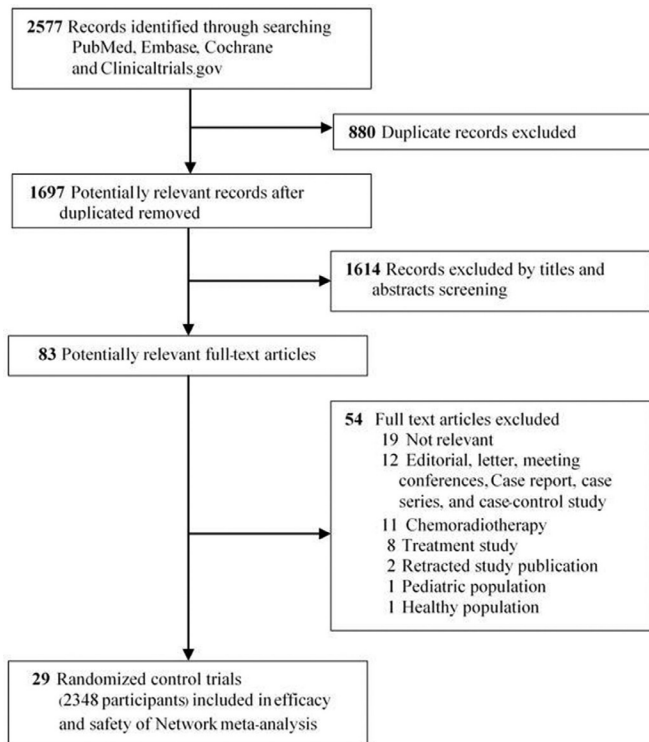 2577 Records identified through searching
PubMed, Embase, Cochrane
and Clinicaltrials.gov
880 Duplicate records excluded
1697 Potentially relevant records after
duplicated removed
1614 Records excluded by titles and
abstracts screening
83 Potentially relevant full-text articles
54 Full text articles excluded
19 Not relevant
12 Editorial, letter, meeting
conferences, Case report, case
series, and case-control study
11 Chemoradiotherapy
8 Treatment study
2 Retracted study publication
1 Pediatric population
1 Healthy population
29 Randomized control trials
(2348 participants) included in efficacy
and safety of Network meta-analysis